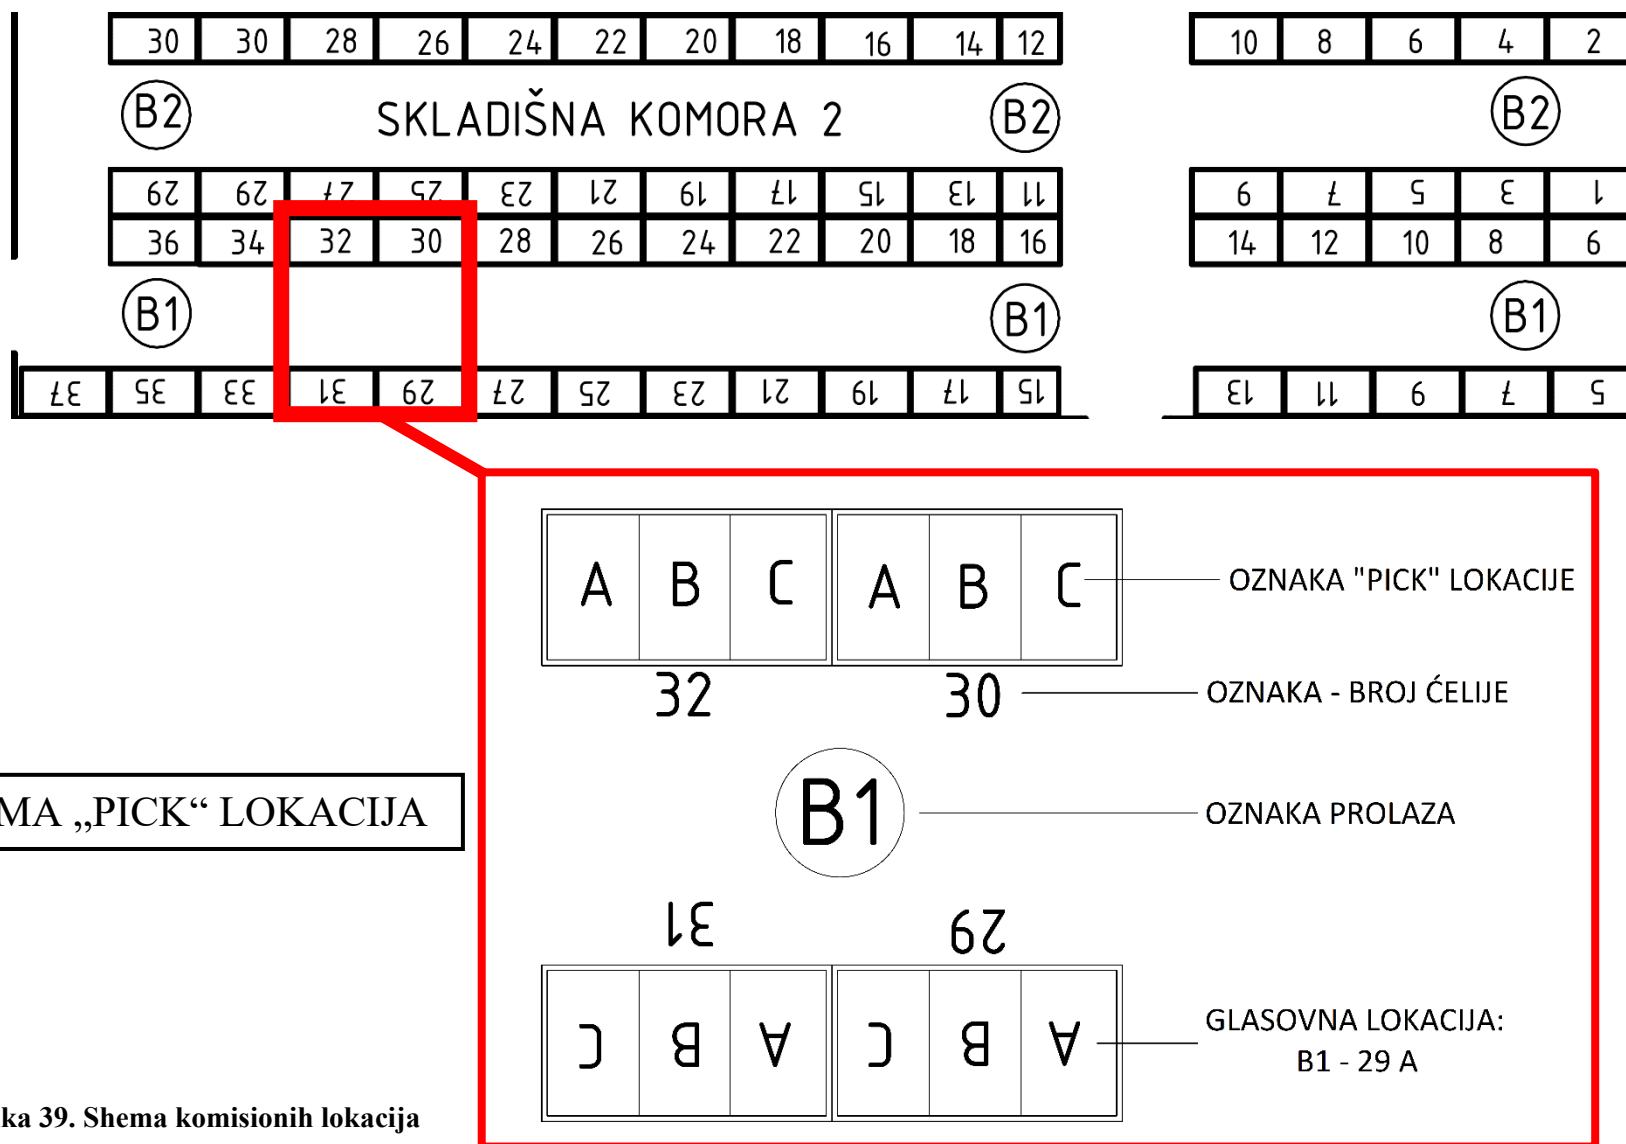 30 30 28 26 24 22 20 18 16 14 12 10 8 6 4 2
B2 SKLADIŠNA KOMORA 2 B2 B2
29 29 27 25 23 21 19 17 15 13 11 9 7 5 3 1
36 34 32 30 28 26 24 22 20 18 16 14 12 10 8 6
B1 B1 B1
37 35 33 31 29 27 25 23 21 19 17 15 13 11 9 7 5
A B C A B C OZNAKA "PICK" LOKACIJE
32 30 OZNAKA - BROJ ĆELIJE
MA „PICK“ LOKACIJA
B1 OZNAKA PROLAZA
31 29
C B A C B A GLASOVNA LOKACIJA:
B1 - 29 A
ka 39. Shema komisionih lokacija